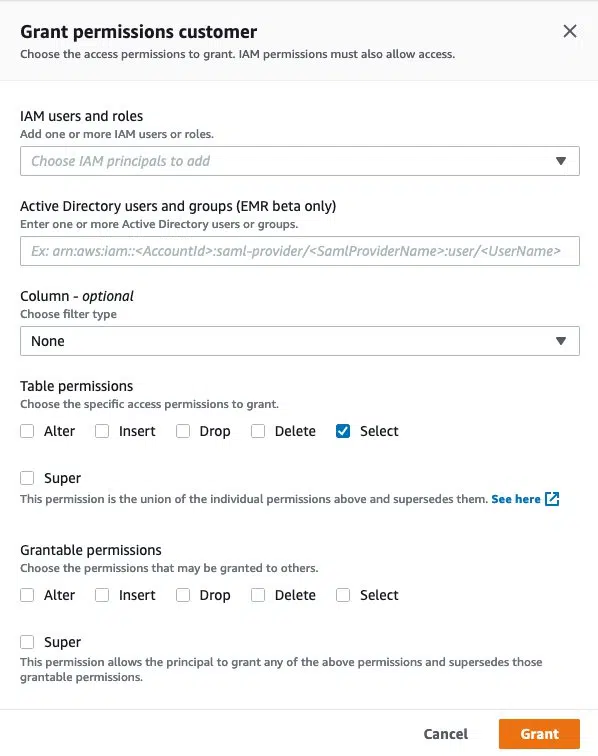 Grant permissions customer
Choose the access permissions to grant. IAM permissions must also allow access.
IAM users and roles
Add one or more IAM users or roles.
Choose IAM principals to add
Active Directory users and groups (EMR beta only)
Enter one or more Active Directory users or groups.
Ex: arn:aws:iam::<AccountId>:saml-provider/<SamlProviderName>:user/<UserName>
Column - optional
Choose filter type
None
Table permissions
Choose the specific access permissions to grant.
Alter Insert Drop Delete Select
Super
This permission is the union of the individual permissions above and supersedes them. See here
Grantable permissions
Choose the permissions that may be granted to others.
Alter Insert Drop Delete Select
Super
This permission allows the principal to grant any of the above permissions and supersedes those
grantable permissions.
Cancel Grant